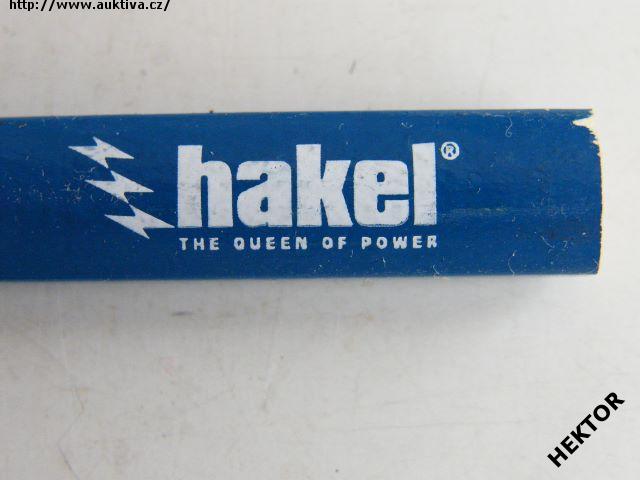 http://www.auktiva.cz/
hakel®
THE QUEEN OF POWER
HEKTOR